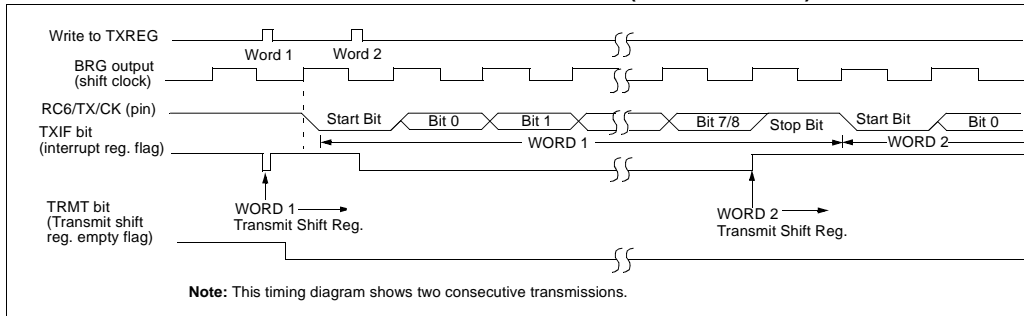 Write to TXREG
Word 1
Word 2
BRG output
(shift clock)
RC6/TX/CK (pin)
Start Bit
Bit 0
Bit 1
Bit 7/8
Stop Bit
Start Bit
Bit 0
TXIF bit
(interrupt reg. flag)
WORD 1
WORD 2
TRMT bit
(Transmit shift
reg. empty flag)
WORD 1
Transmit Shift Reg.
WORD 2
Transmit Shift Reg.
Note: This timing diagram shows two consecutive transmissions.